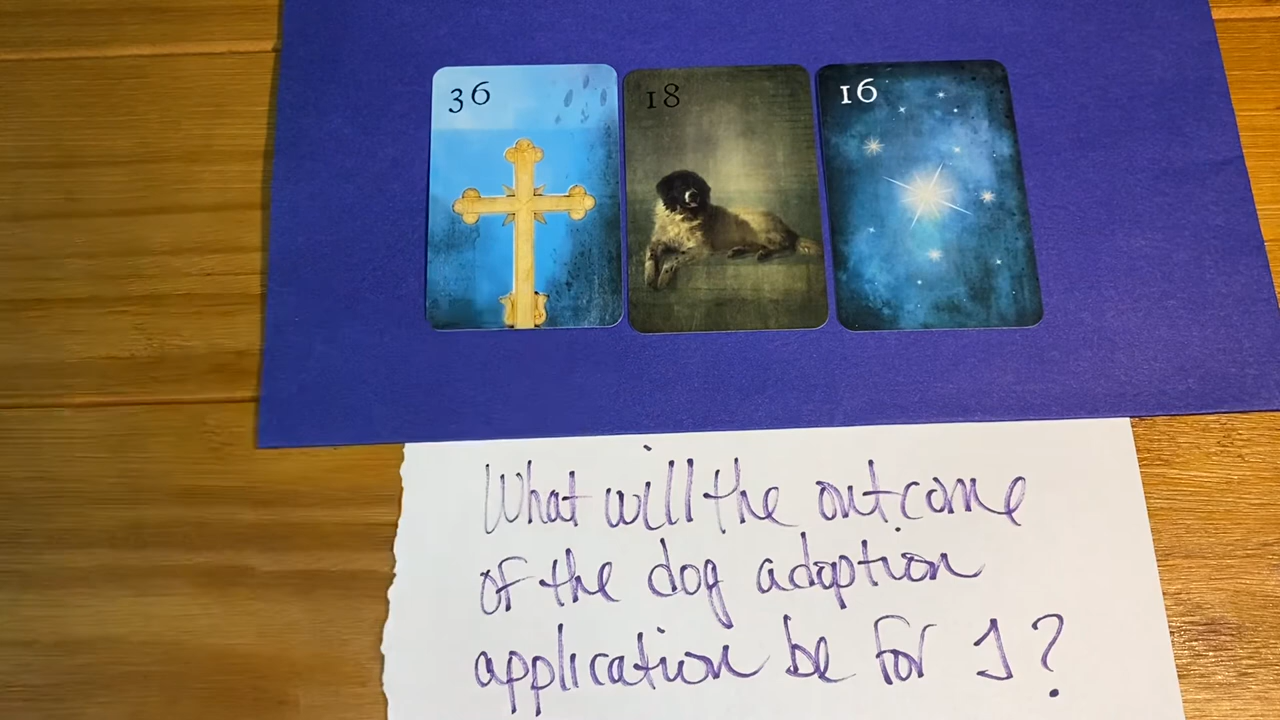 36 18 16
What will the outcome
of the dog adoption
application be for J?